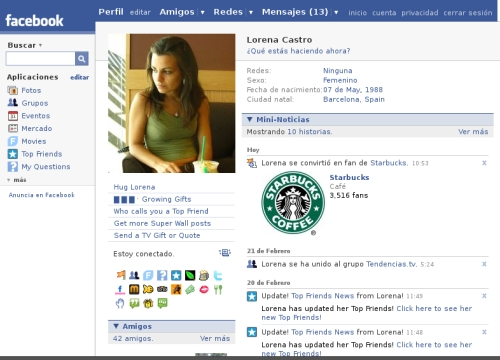 facebook
Perfil editar Amigos Redes Mensajes (13) inicio cuenta privacidad cerrar sesión
Buscar
Aplicaciones editar
Fotos
Grupos
Eventos
Mercado
Movies
Top Friends
My Questions
más
Anuncia en Facebook
Hug Lorena
Growing Gifts
Who calls you a Top Friend
Get more Super Wall posts
Send a TV Gift or Quote
Estoy conectado.
Amigos
42 amigos. Ver más
Lorena Castro
¿Qué estás haciendo ahora?
Redes: Ninguna
Sexo: Femenino
Fecha de nacimiento: 07 de May, 1988
Ciudad natal: Barcelona, Spain
Mini-Noticias
Mostrando 10 historias. Ver más
Hoy
Lorena se convirtió en fan de Starbucks. 10:53 x
STARBUCKS COFFEE
Starbucks
Café
3,516 fans
21 de Febrero
Lorena se ha unido al grupo Tendencias.tv. 5:24 x
20 de Febrero
Update! Top Friends News from Lorena! 11:49 x
Lorena has updated her Top Friends! Click here to see her
new Top Friends!
Update! Top Friends News from Lorena! 11:48 x
Lorena has updated her Top Friends! Click here to see her
new Top Friends!